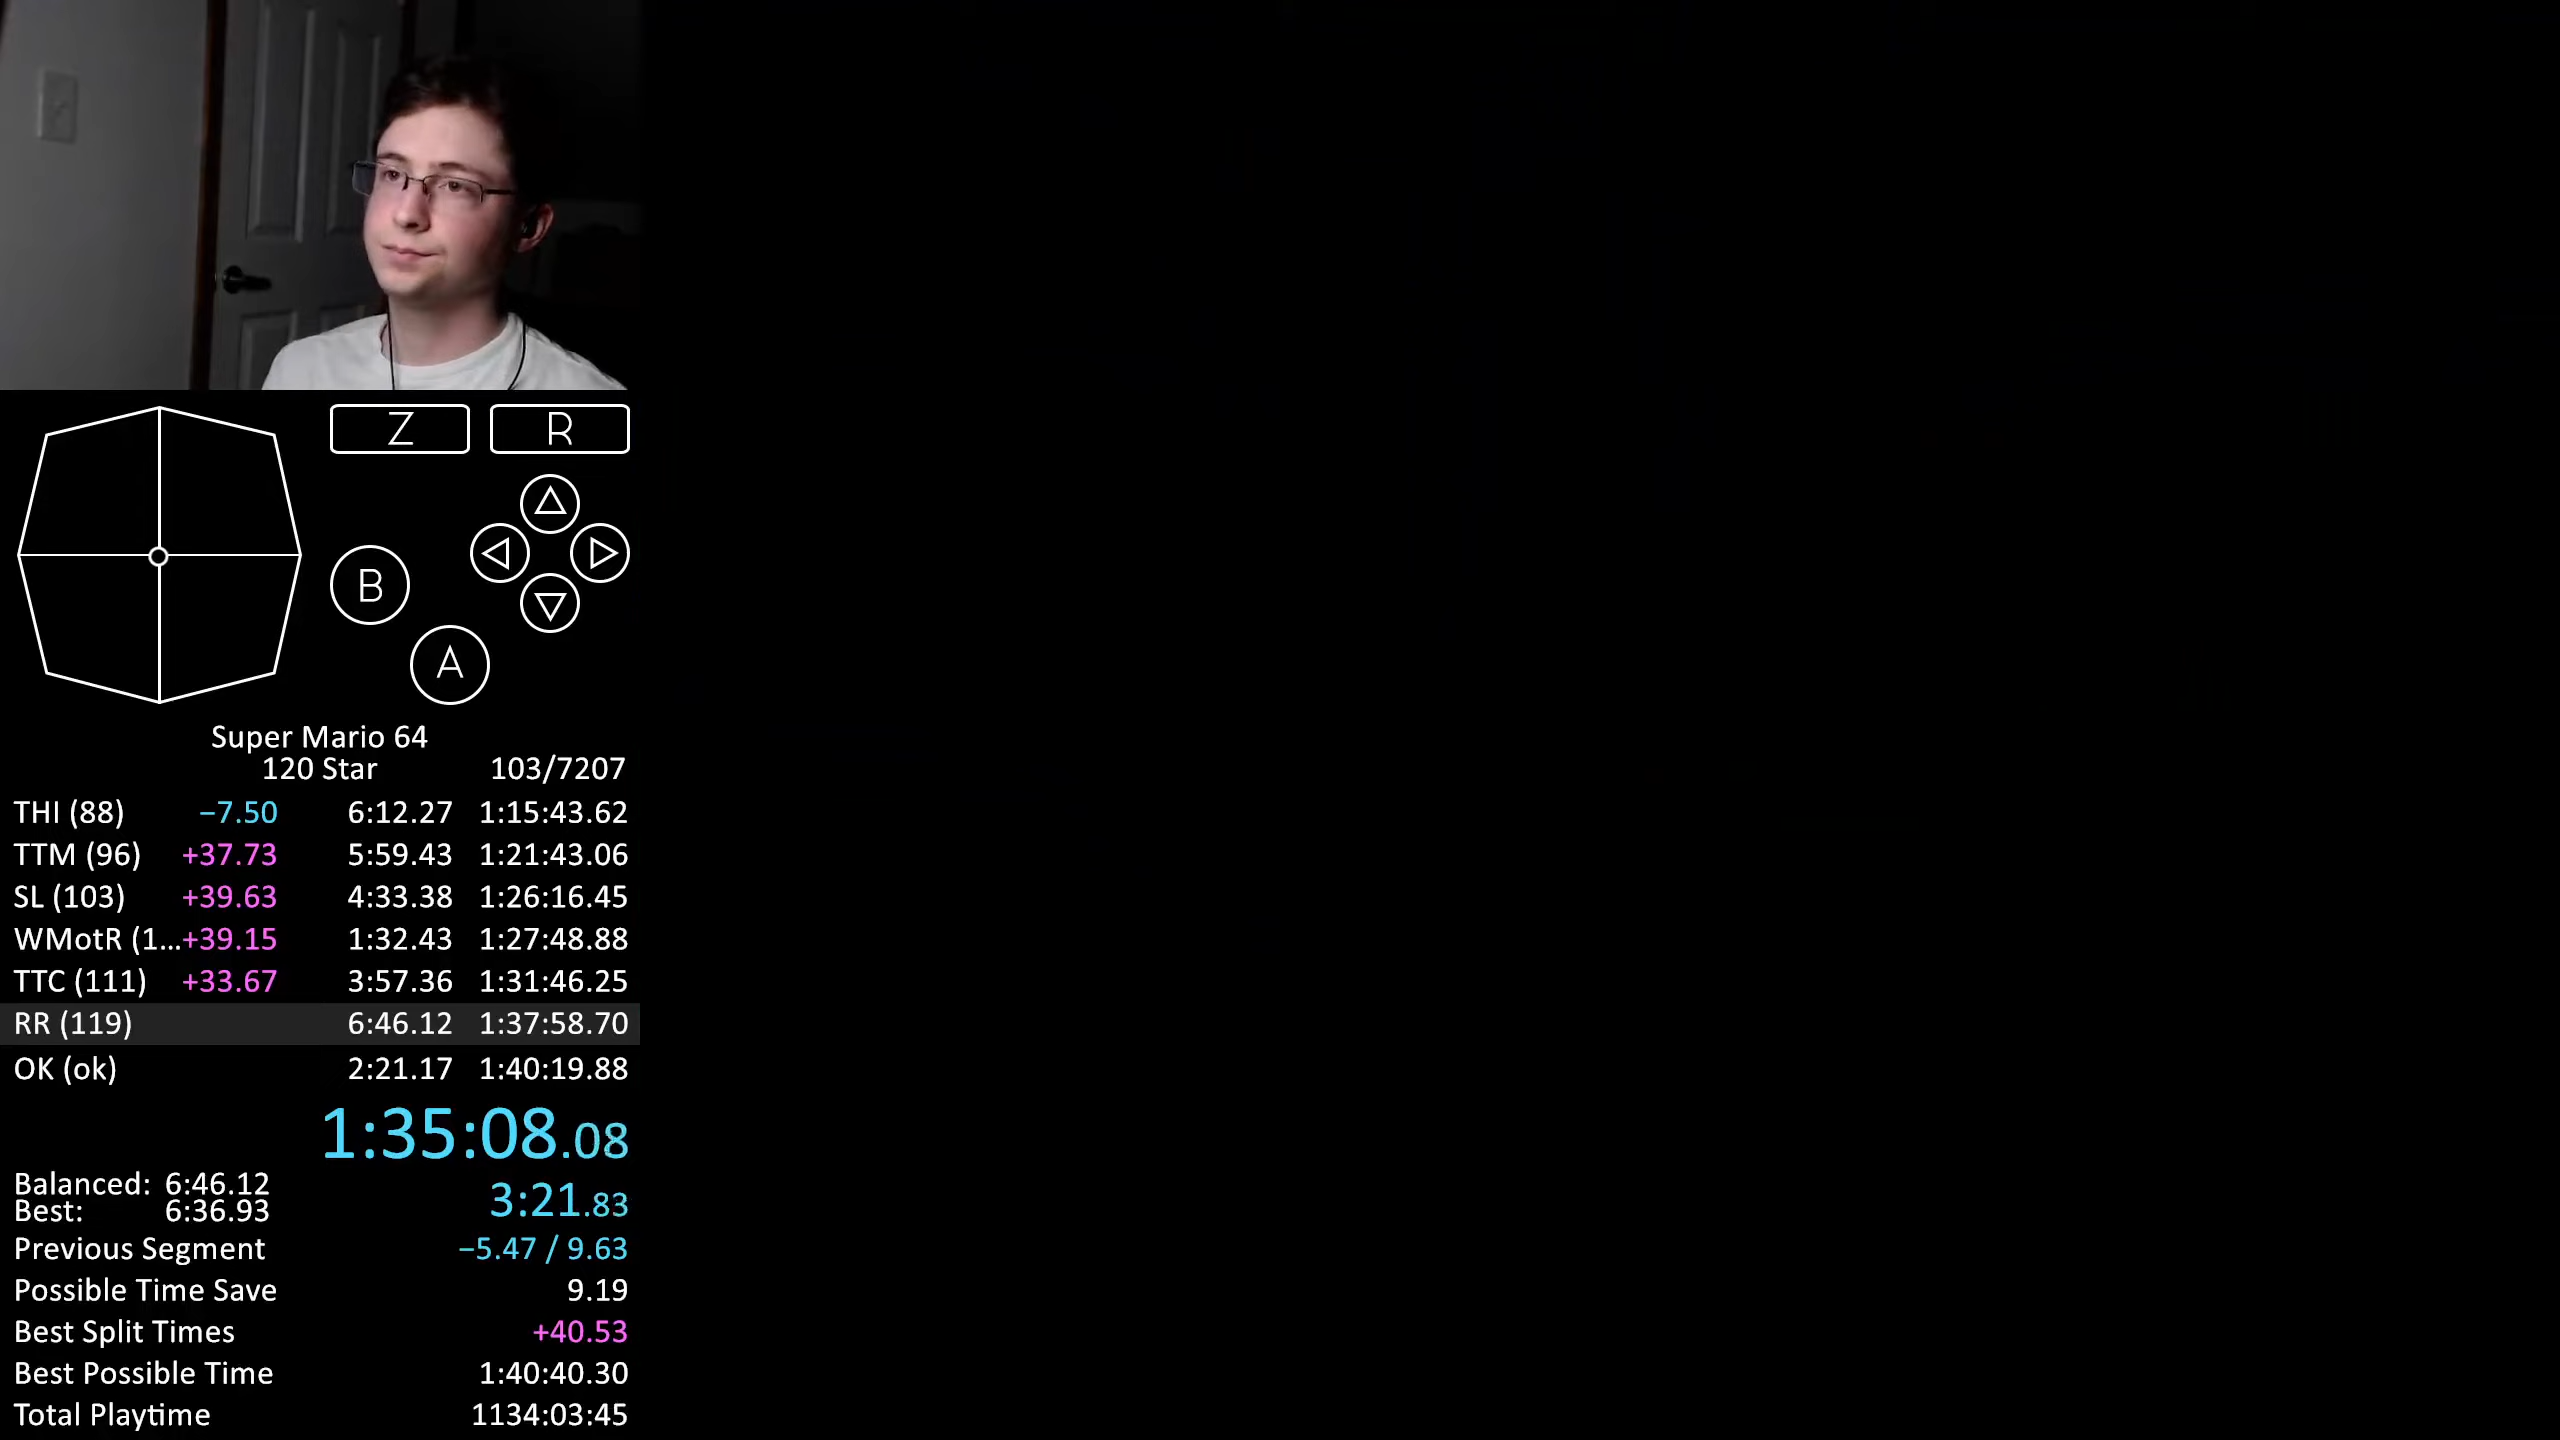 Z R
B
A
Super Mario 64
120 Star 103/7207
THI (88) −7.50 6:12.27 1:15:43.62
TTM (96) +37.73 5:59.43 1:21:43.06
SL (103) +39.63 4:33.38 1:26:16.45
WMotR (1...+39.15 1:32.43 1:27:48.88
TTC (111) +33.67 3:57.36 1:31:46.25
RR (119) 6:46.12 1:37:58.70
OK (ok) 2:21.17 1:40:19.88
1:35:08.08
Balanced: 6:46.12
Best: 6:36.93
3:21.83
Previous Segment −5.47 / 9.63
Possible Time Save 9.19
Best Split Times +40.53
Best Possible Time 1:40:40.30
Total Playtime 1134:03:45